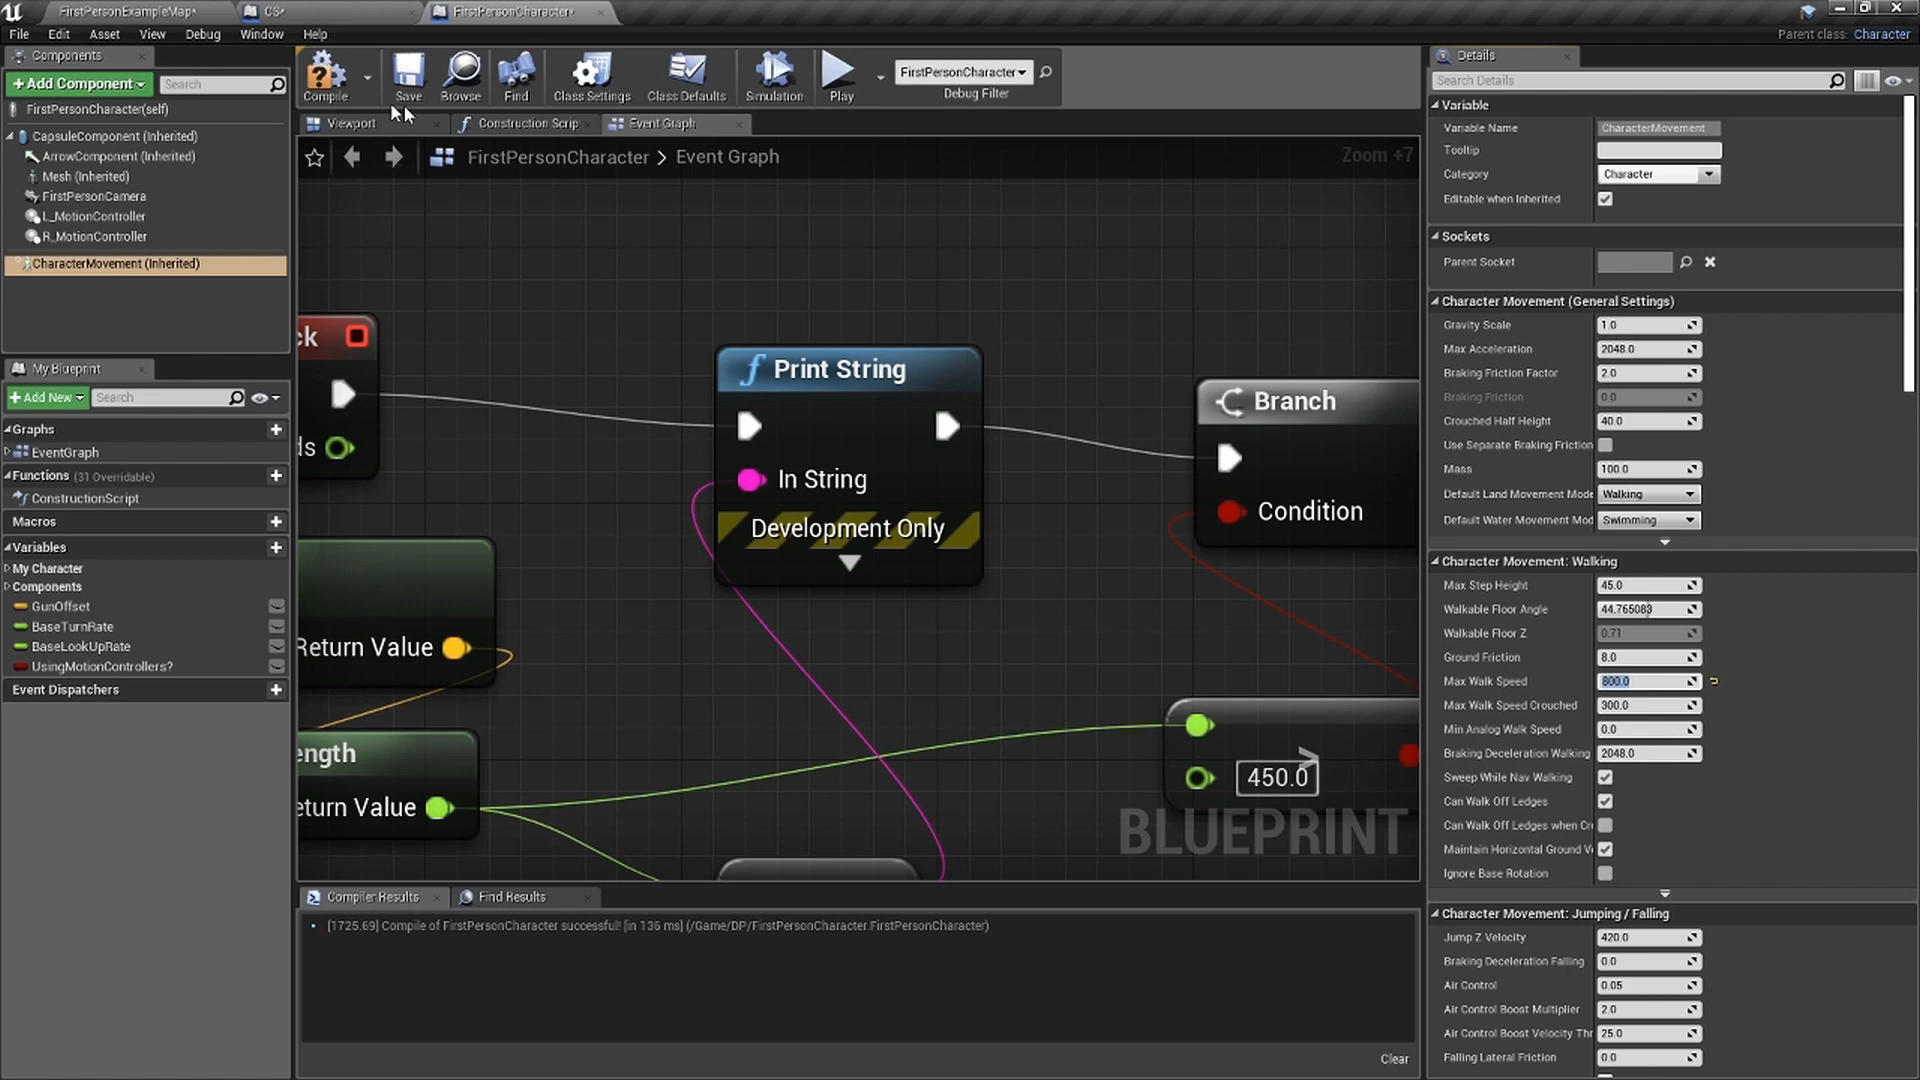 FirstPersonExampleMap*
CS*
FirstPersonCharacter*
File Edit Asset View Debug Window Help
Parent class: Character
Components
+ Add Component
Search
FirstPersonCharacter(self)
CapsuleComponent (Inherited)
ArrowComponent (Inherited)
Mesh (Inherited)
FirstPersonCamera
L_MotionController
R_MotionController
CharacterMovement (Inherited)
My Blueprint
+ Add New
Search
Graphs
EventGraph
Functions (31 Overridable)
ConstructionScript
Macros
Variables
My Character
Components
GunOffset
BaseTurnRate
BaseLookUpRate
UsingMotionControllers?
Event Dispatchers
Compile
Save
Browse
Find
Class Settings
Class Defaults
Simulation
Play
FirstPersonCharacter
Debug Filter
Viewport
Construction Scrip
Event Graph
FirstPersonCharacter > Event Graph
Zoom +7
ck
ds
Print String
In String
Development Only
Branch
Condition
Return Value
ength
eturn Value
>
450.0
BLUEPRINT
Compiler Results
Find Results
[1725.69] Compile of FirstPersonCharacter successful! [in 136 ms] (/Game/DP/FirstPersonCharacter.FirstPersonCharacter)
Clear
Details
Search Details
Variable
Variable Name CharacterMovement
Tooltip
Category Character
Editable when Inherited
Sockets
Parent Socket
Character Movement (General Settings)
Gravity Scale 1.0
Max Acceleration 2048.0
Braking Friction Factor 2.0
Braking Friction 0.0
Crouched Half Height 40.0
Use Separate Braking Friction
Mass 100.0
Default Land Movement Mode Walking
Default Water Movement Mod Swimming
Character Movement: Walking
Max Step Height 45.0
Walkable Floor Angle 44.765083
Walkable Floor Z 0.71
Ground Friction 8.0
Max Walk Speed 800.0
Max Walk Speed Crouched 300.0
Min Analog Walk Speed 0.0
Braking Deceleration Walking 2048.0
Sweep While Nav Walking
Can Walk Off Ledges
Can Walk Off Ledges when Cr
Maintain Horizontal Ground V
Ignore Base Rotation
Character Movement: Jumping / Falling
Jump Z Velocity 420.0
Braking Deceleration Falling 0.0
Air Control 0.05
Air Control Boost Multiplier 2.0
Air Control Boost Velocity Thr 25.0
Falling Lateral Friction 0.0